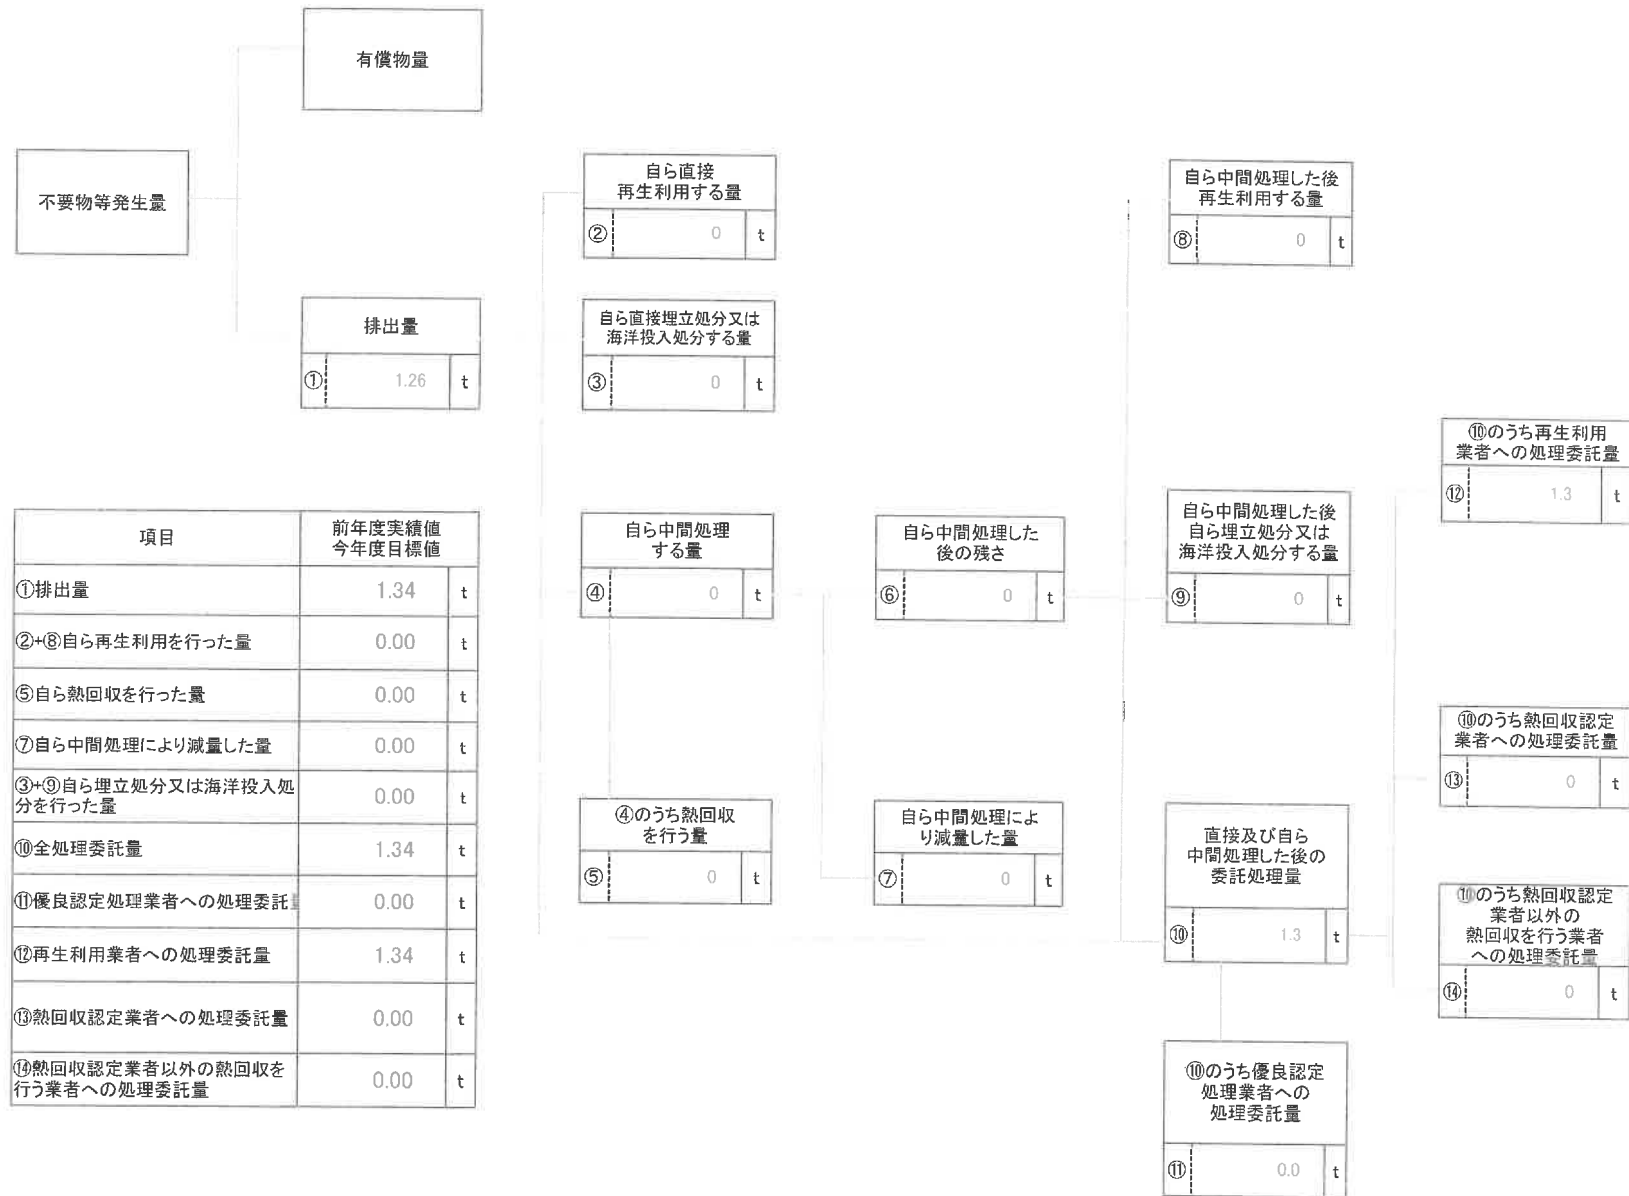 有償物量
不要物等発生量
排出量
① 1.26 t
自ら直接
再生利用する量
② 0 t
自ら直接埋立処分又は
海洋投入処分する量
③ 0 t
自ら中間処理
する量
④ 0 t
④のうち熱回収
を行う量
⑤ 0 t
自ら中間処理した
後の残さ
⑥ 0 t
自ら中間処理によ
り減量した量
⑦ 0 t
自ら中間処理した後
再生利用する量
⑧ 0 t
自ら中間処理した後
自ら埋立処分又は
海洋投入処分する量
⑨ 0 t
直接及び自ら
中間処理した後の
委託処理量
⑩ 1.3 t
⑩のうち優良認定
処理業者への
処理委託量
⑪ 0.0 t
⑩のうち再生利用
業者への処理委託量
⑫ 1.3 t
⑩のうち熱回収認定
業者への処理委託量
⑬ 0 t
⑩のうち熱回収認定
業者以外の
熱回収を行う業者
への処理委託量
⑭ 0 t
項目 前年度実績値
今年度目標値
①排出量 1.34 t
②+⑧自ら再生利用を行った量 0.00 t
⑤自ら熱回収を行った量 0.00 t
⑦自ら中間処理により減量した量 0.00 t
③+⑨自ら埋立処分又は海洋投入処
分を行った量 0.00 t
⑩全処理委託量 1.34 t
⑪優良認定処理業者への処理委託 0.00 t
⑫再生利用業者への処理委託量 1.34 t
⑬熱回収認定業者への処理委託量 0.00 t
⑭熱回収認定業者以外の熱回収を
行う業者への処理委託量 0.00 t